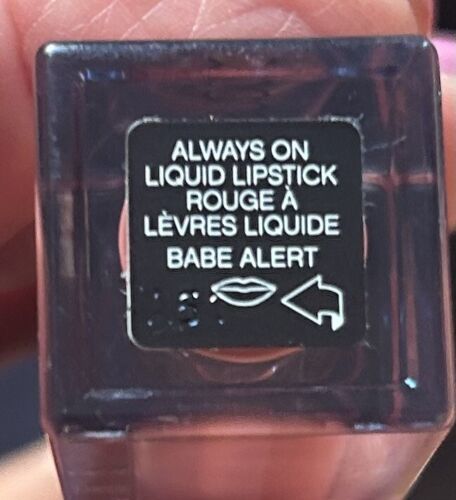 ALWAYS ON
LIQUID LIPSTICK
ROUGE À
LÈVRES LIQUIDE
BABE ALERT